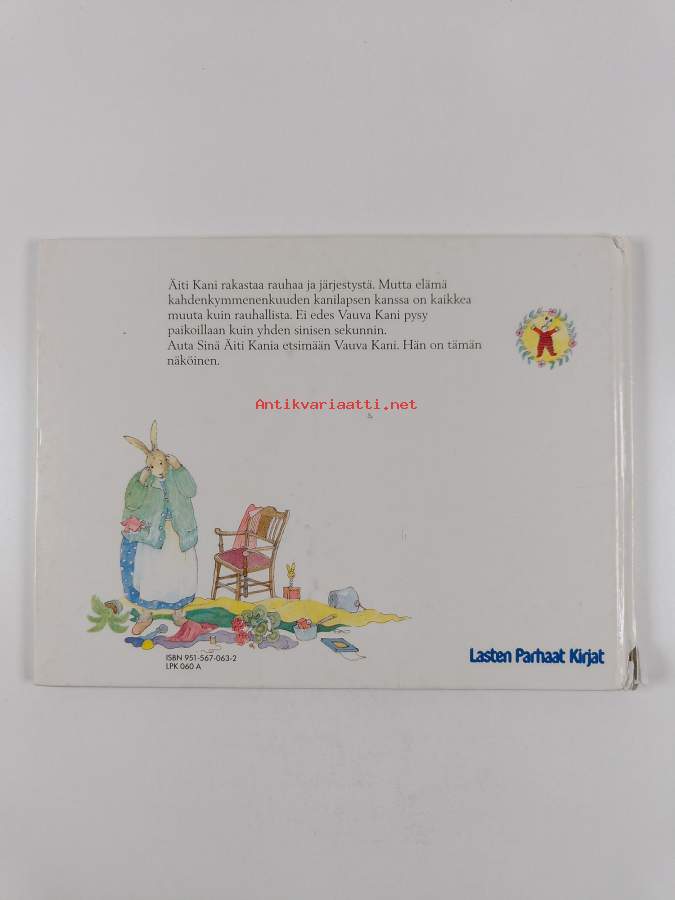 Äiti Kani rakastaa rauhaa ja järjestystä. Mutta elämä
kahdenkymmenenkuuden kanilapsen kanssa on kaikkea
muuta kuin rauhallista. Ei edes Vauva Kani pysy
paikoillaan kuin yhden sinisen sekunnin.
Auta Sinä Äiti Kania etsimään Vauva Kani. Hän on tämän
näköinen.
Antikvariaatti.net
ISBN 951-567-063-2
LPK 060 A
Lasten Parhaat Kirjat